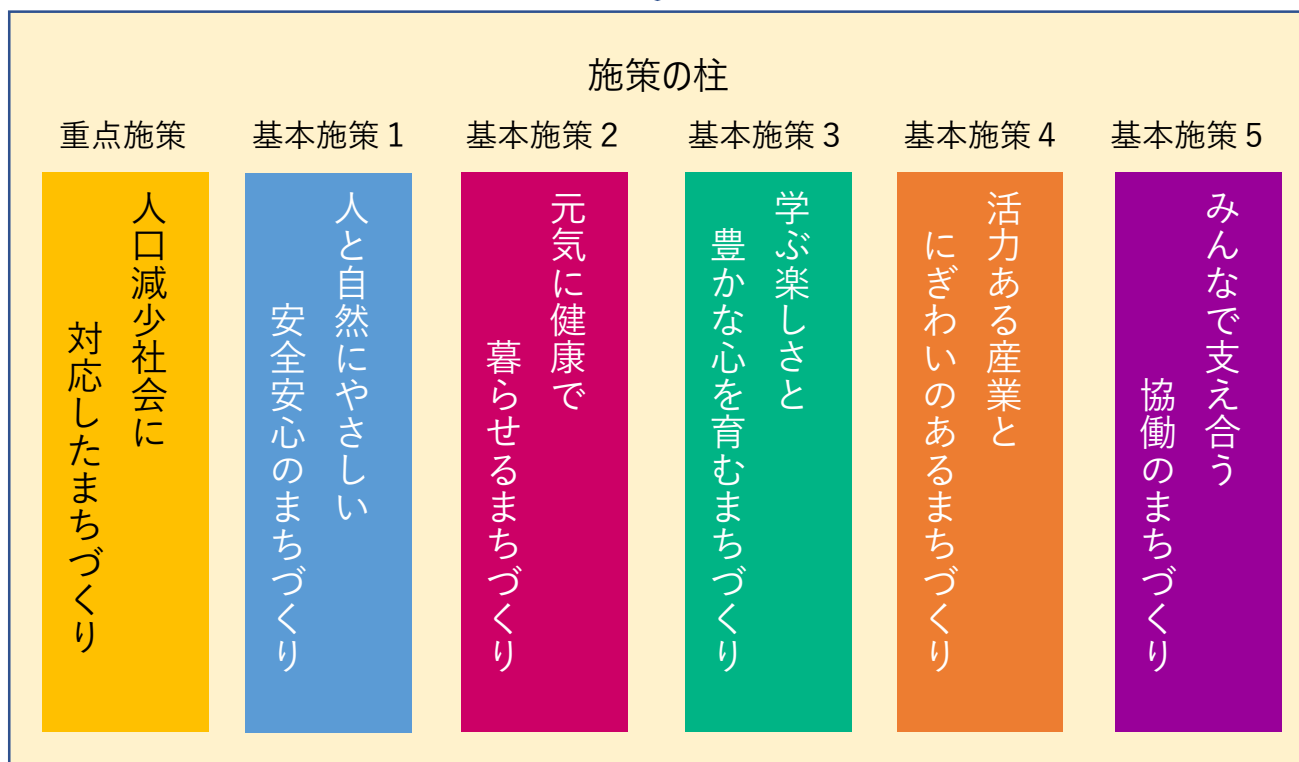 施策の柱
重点施策
人口減少社会に
対応したまちづくり
基本施策1
人と自然にやさしい
安全安心のまちづくり
基本施策2
元気に健康で
暮らせるまちづくり
基本施策3
学ぶ楽しさと
豊かな心を育むまちづくり
基本施策4
活力ある産業と
にぎわいのあるまちづくり
基本施策5
みんなで支え合う
協働のまちづくり